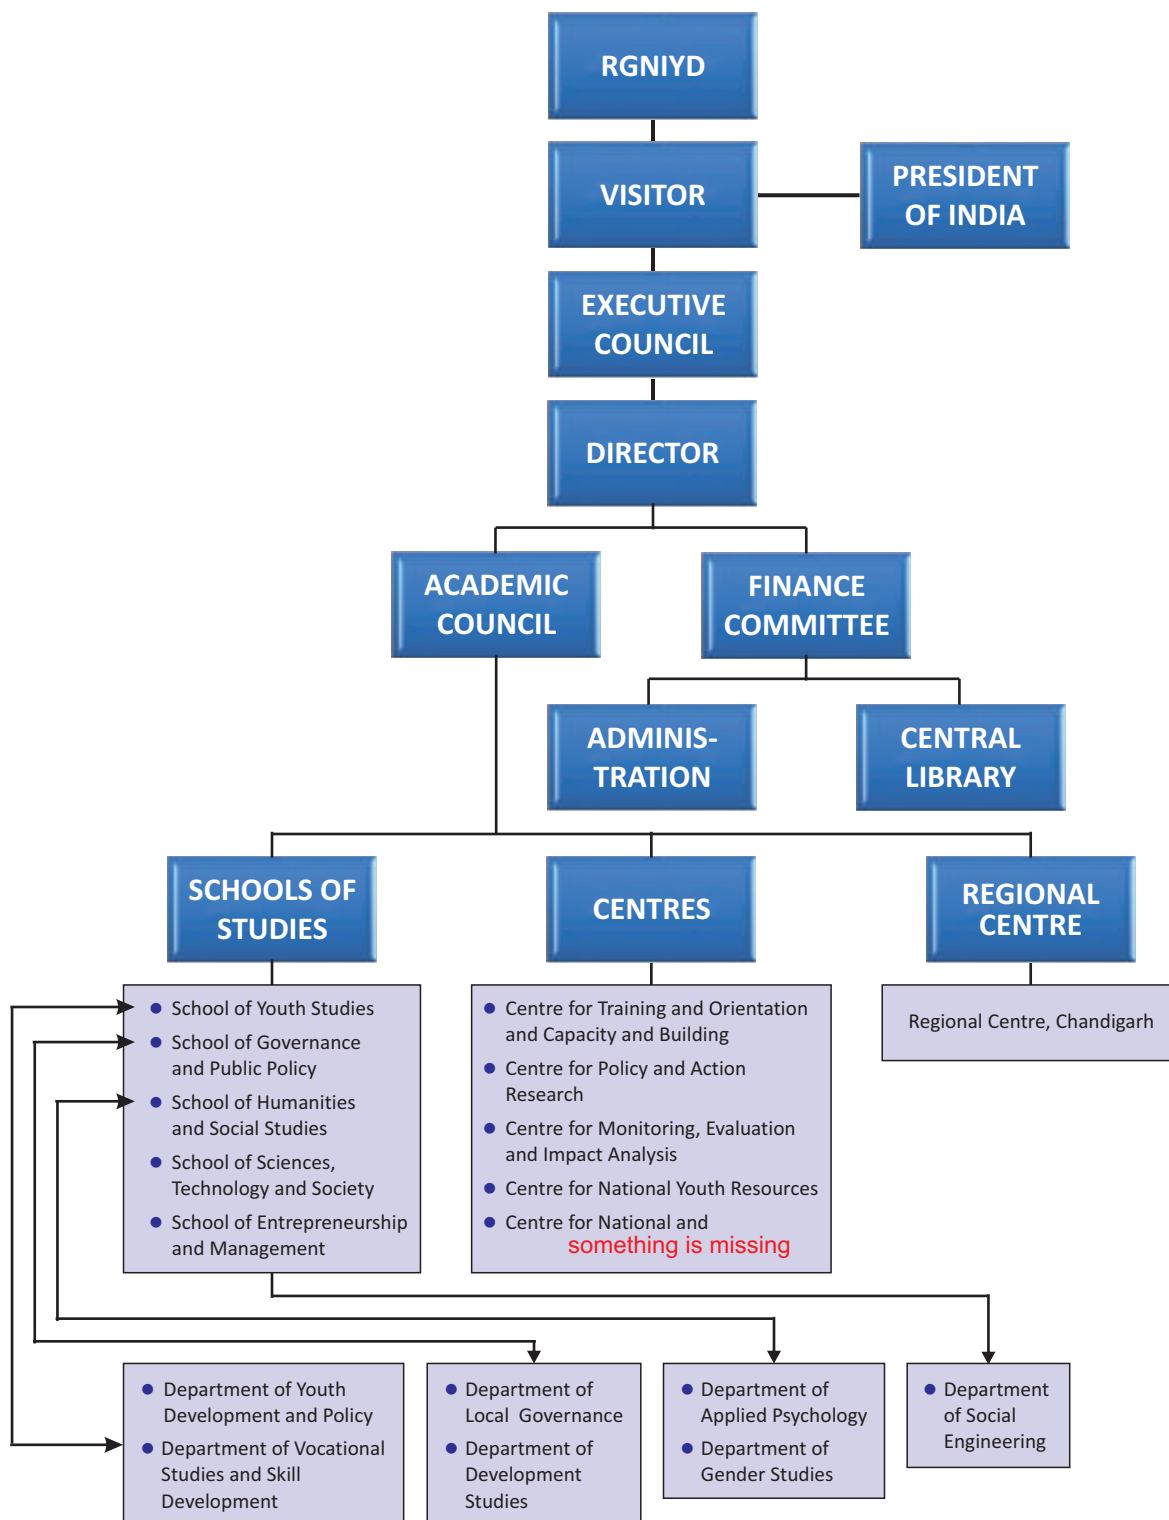 RGNIYD
VISITOR
PRESIDENT
OF INDIA
EXECUTIVE
COUNCIL
DIRECTOR
ACADEMIC
COUNCIL
FINANCE
COMMITTEE
ADMINIS-
TRATION
CENTRAL
LIBRARY
SCHOOLS OF
STUDIES
CENTRES
REGIONAL
CENTRE
School of Youth Studies
School of Governance
and Public Policy
School of Humanities
and Social Studies
School of Sciences,
Technology and Society
School of Entrepreneurship
and Management
Centre for Training and Orientation
and Capacity and Building
Centre for Policy and Action
Research
Centre for Monitoring, Evaluation
and Impact Analysis
Centre for National Youth Resources
Centre for National and
something is missing
Regional Centre, Chandigarh
Department of Youth
Development and Policy
Department of Vocational
Studies and Skill
Development
Department of
Local Governance
Department of
Development
Studies
Department of
Applied Psychology
Department of
Gender Studies
Department
of Social
Engineering